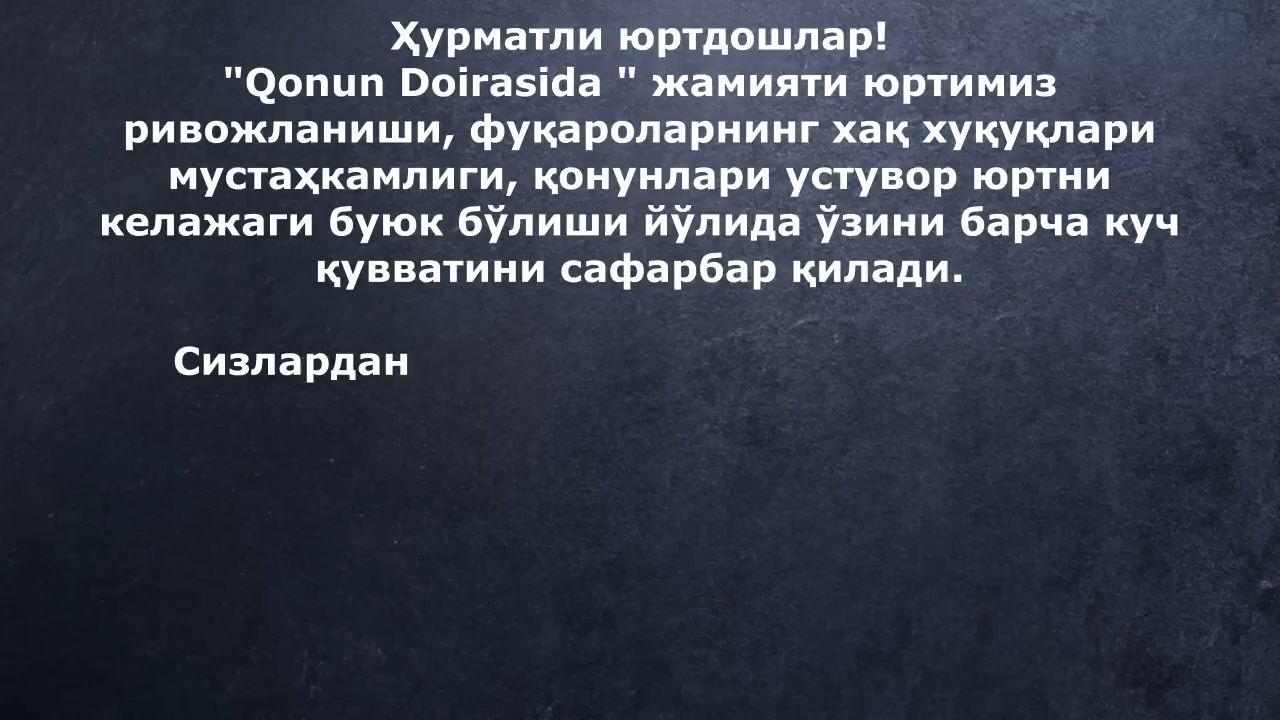 Ҳурматли юртдошлар!
"Qonun Doirasida " жамияти юртимиз
ривожланиши, фуқароларнинг хақ хуқуқлари
мустаҳкамлиги, қонунлари устувор юртни
келажаги буюк бўлиши йўлида ўзини барча куч
қувватини сафарбар қилади.
Сизлардан